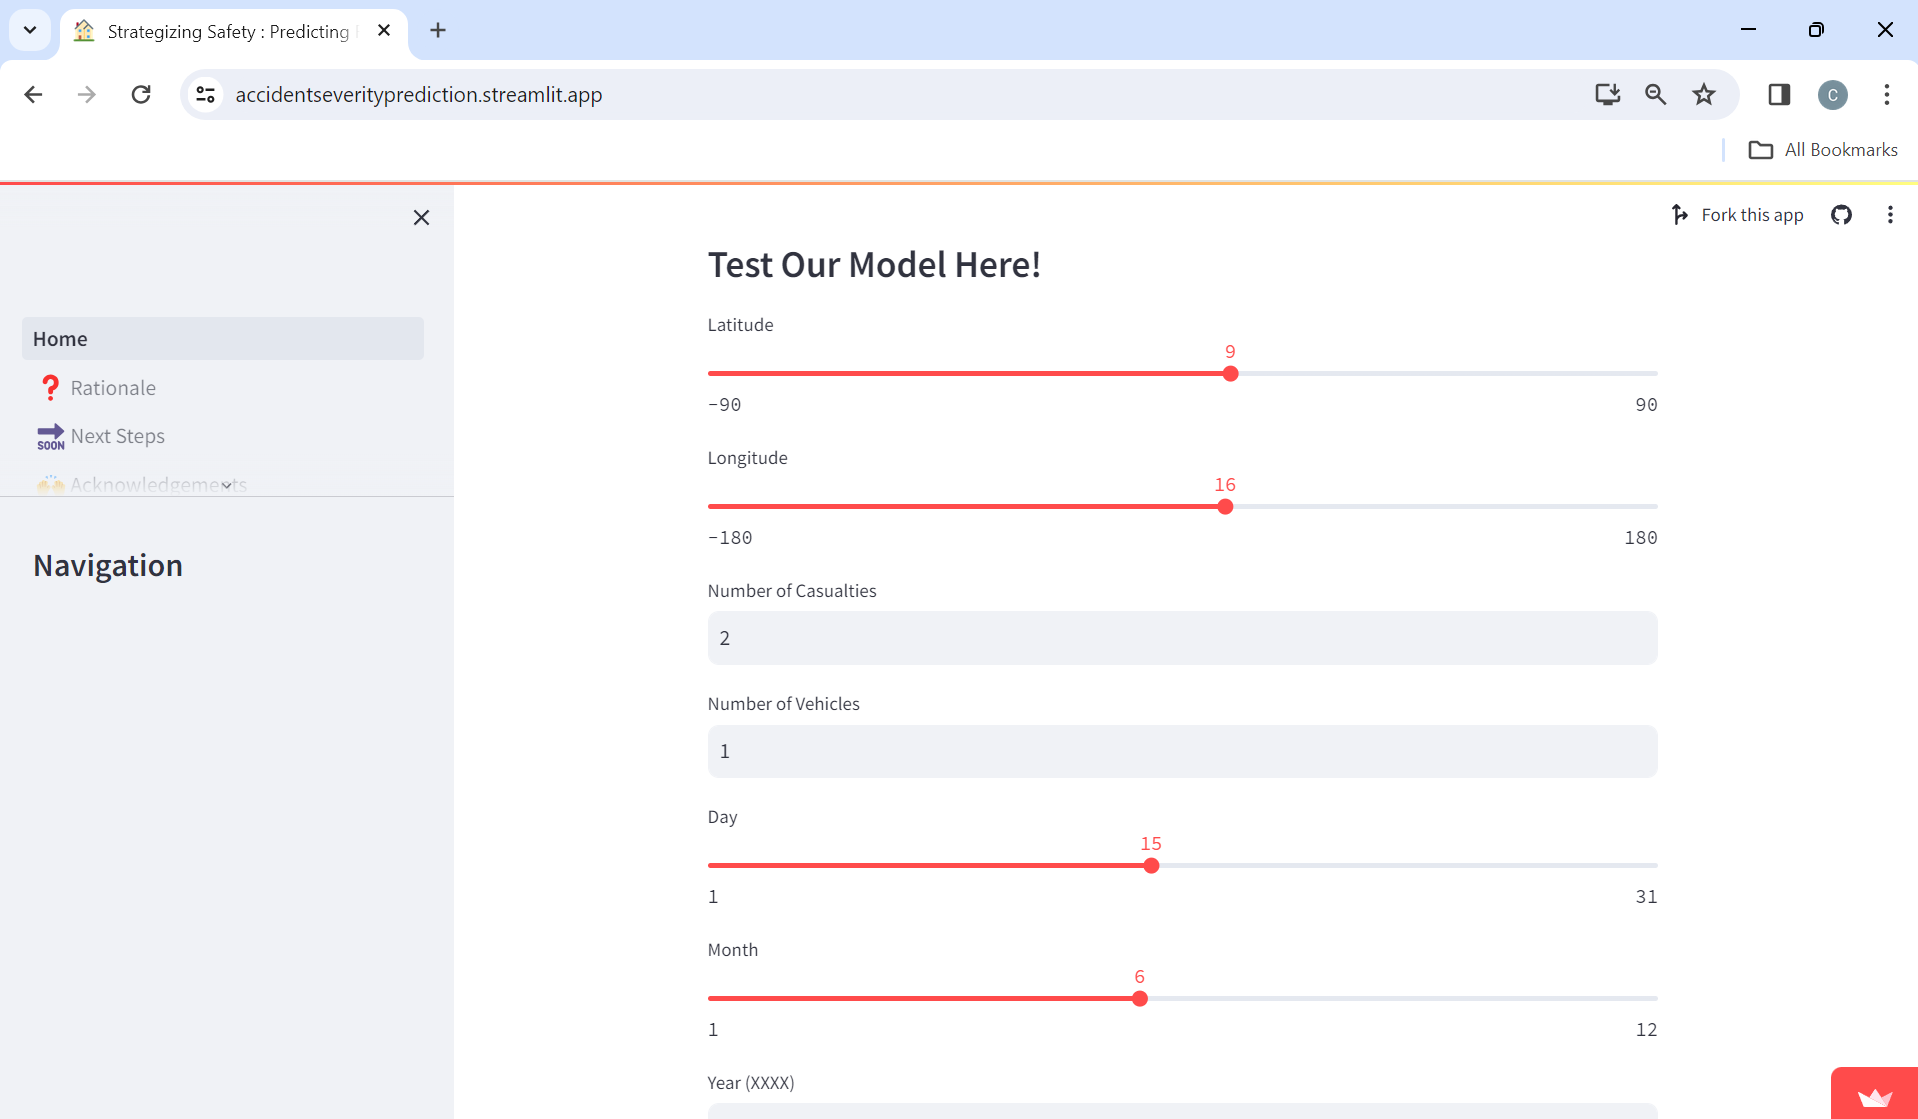 Strategizing Safety : Predicting
accidentseverityprediction.streamlit.app
C
All Bookmarks
Fork this app
Home
Rationale
SOON Next Steps
Acknowledgements
Navigation
Test Our Model Here!
Latitude
9
-90 90
Longitude
16
-180 180
Number of Casualties
2
Number of Vehicles
1
Day
15
1 31
Month
6
1 12
Year (XXXX)